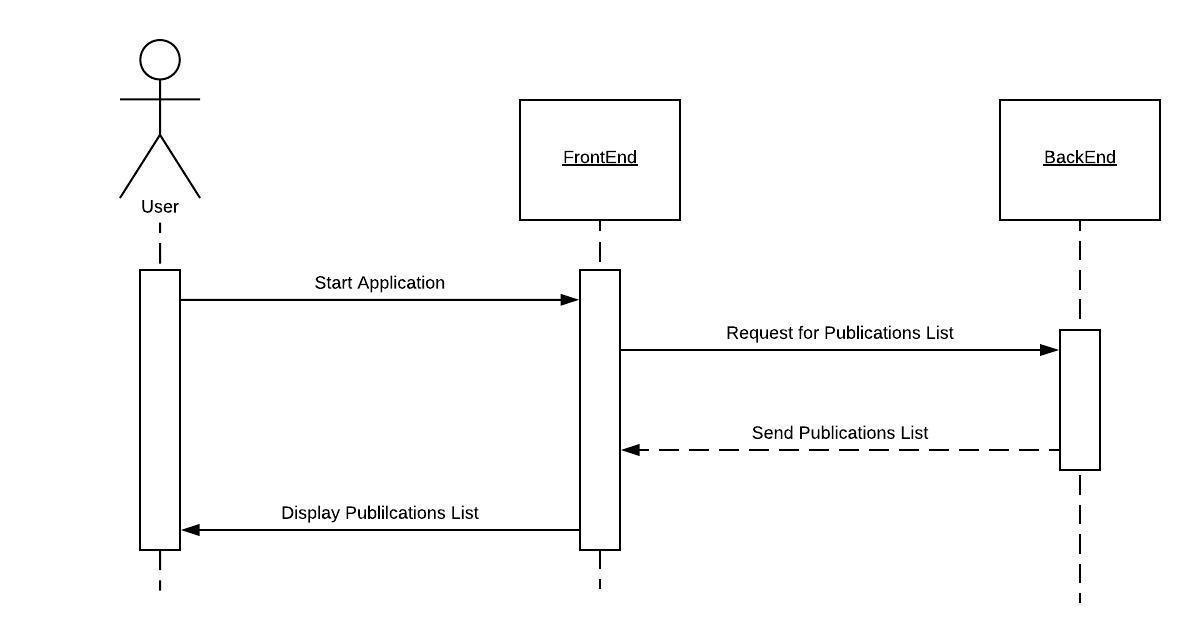 User
FrontEnd
BackEnd
Start Application
Request for Publications List
Send Publications List
Display Publilcations List